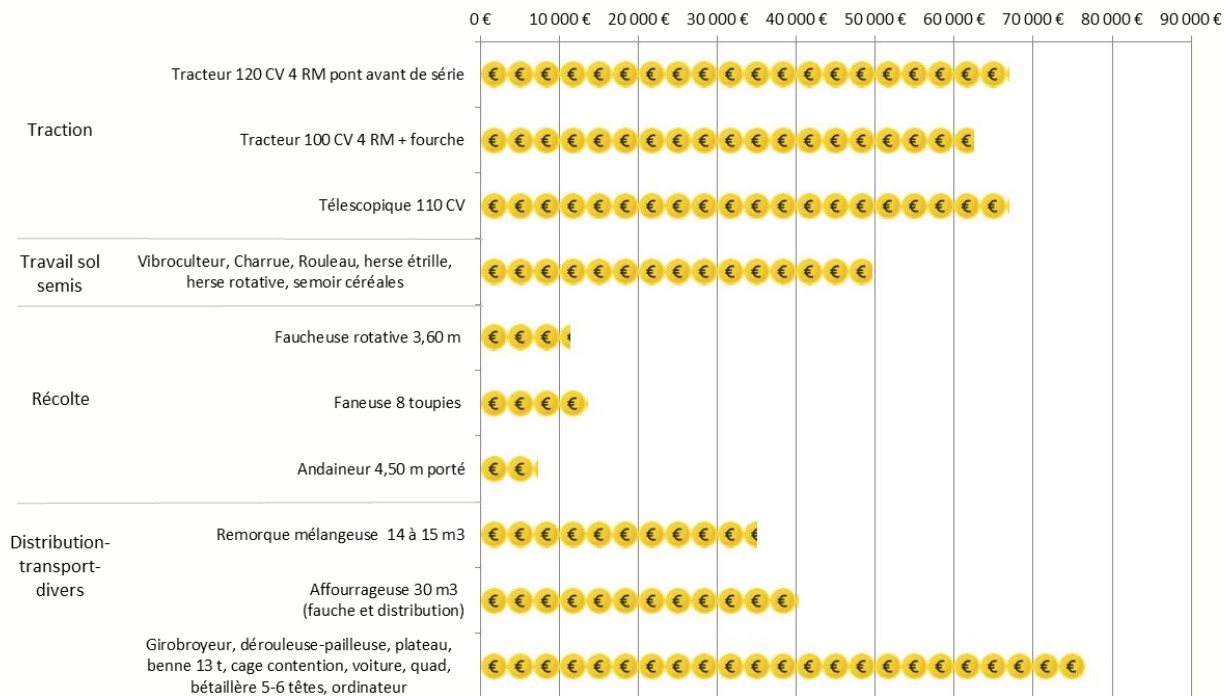 0 € 10 000 € 20 000 € 30 000 € 40 000 € 50 000 € 60 000 € 70 000 € 80 000 € 90 000 €
Traction
Tracteur 120 CV 4 RM pont avant de série
Tracteur 100 CV 4 RM + fourche
Télescopique 110 CV
Travail sol
semis
Vibroculteur, Charrue, Rouleau, herse étrille,
herse rotative, semoir céréales
Récolte
Faucheuse rotative 3,60 m
Faneuse 8 toupies
Andaineur 4,50 m porté
Distribution-
transport-
divers
Remorque mélangeuse 14 à 15 m3
Affourrageuse 30 m3
(fauche et distribution)
Girobroyeur, dérouleuse-pailleuse, plateau,
benne 13 t, cage contention, voiture, quad,
bétaillère 5-6 têtes, ordinateur